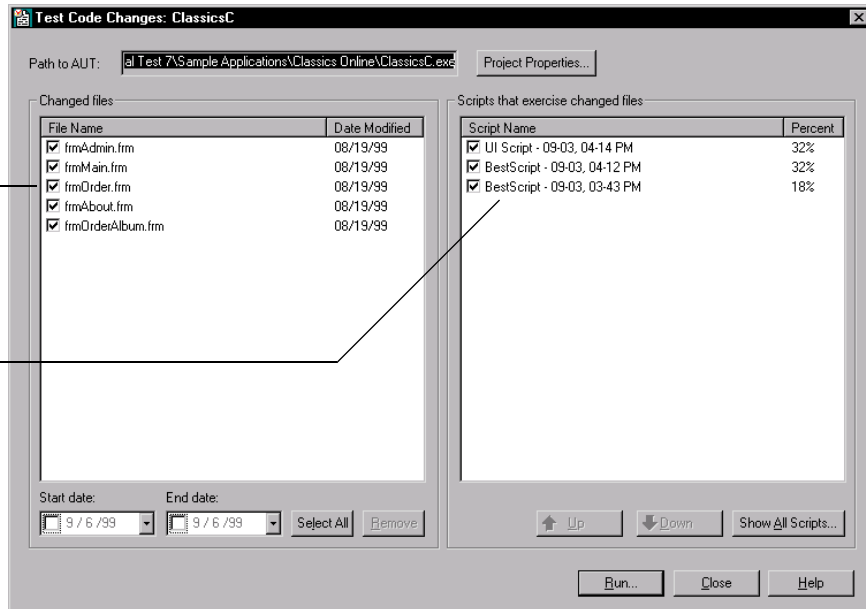 Test Code Changes: ClassicsC
Path to AUT: al Test 7\Sample Applications\Classics Online\ClassicsC.exe Project Properties...
Changed files
File Name Date Modified
frmAdmin.frm 08/19/99
frmMain.frm 08/19/99
frmOrder.frm 08/19/99
frmAbout.frm 08/19/99
frmOrderAlbum.frm 08/19/99
Start date: End date:
9 / 6 /99 9 / 6 /99 Select All Remove
Scripts that exercise changed files
Script Name Percent
UI Script - 09-03, 04-14 PM 32%
BestScript - 09-03, 04-12 PM 32%
BestScript - 09-03, 03-43 PM 18%
Up Down Show All Scripts...
Run... Close Help